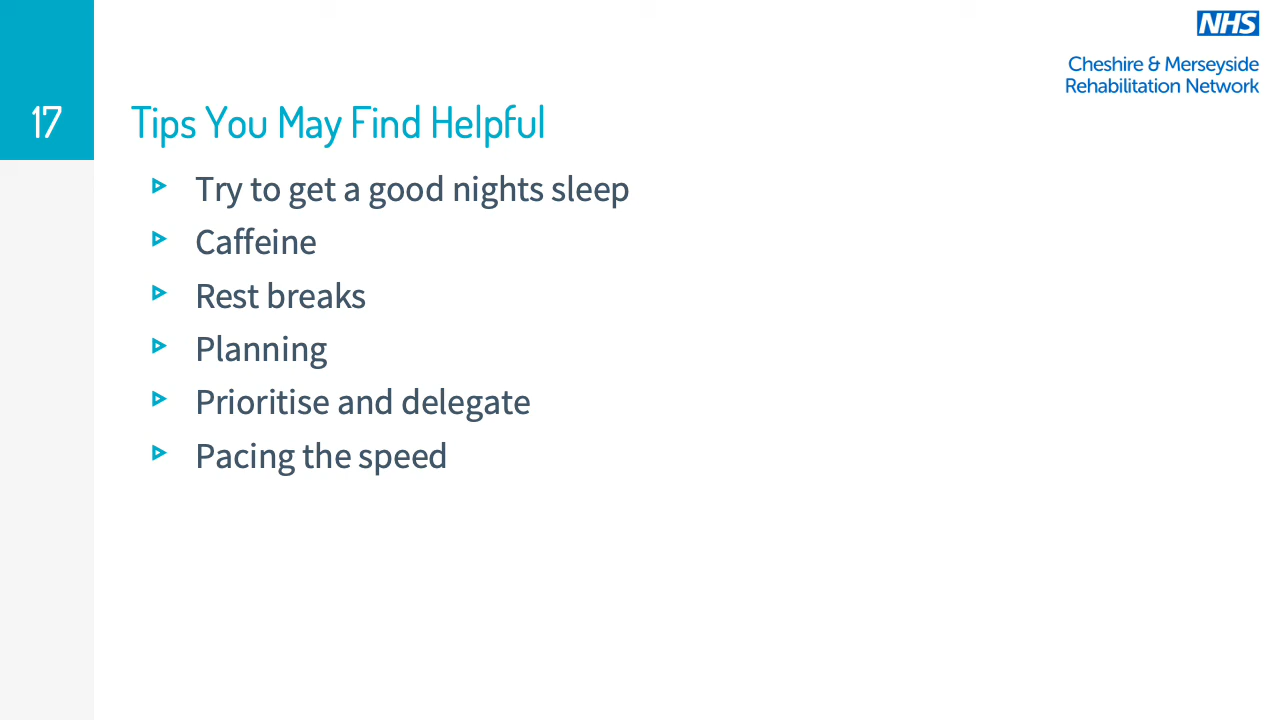 NHS
Cheshire & Merseyside
Rehabilitation Network
17
Tips You May Find Helpful
Try to get a good nights sleep
Caffeine
Rest breaks
Planning
Prioritise and delegate
Pacing the speed